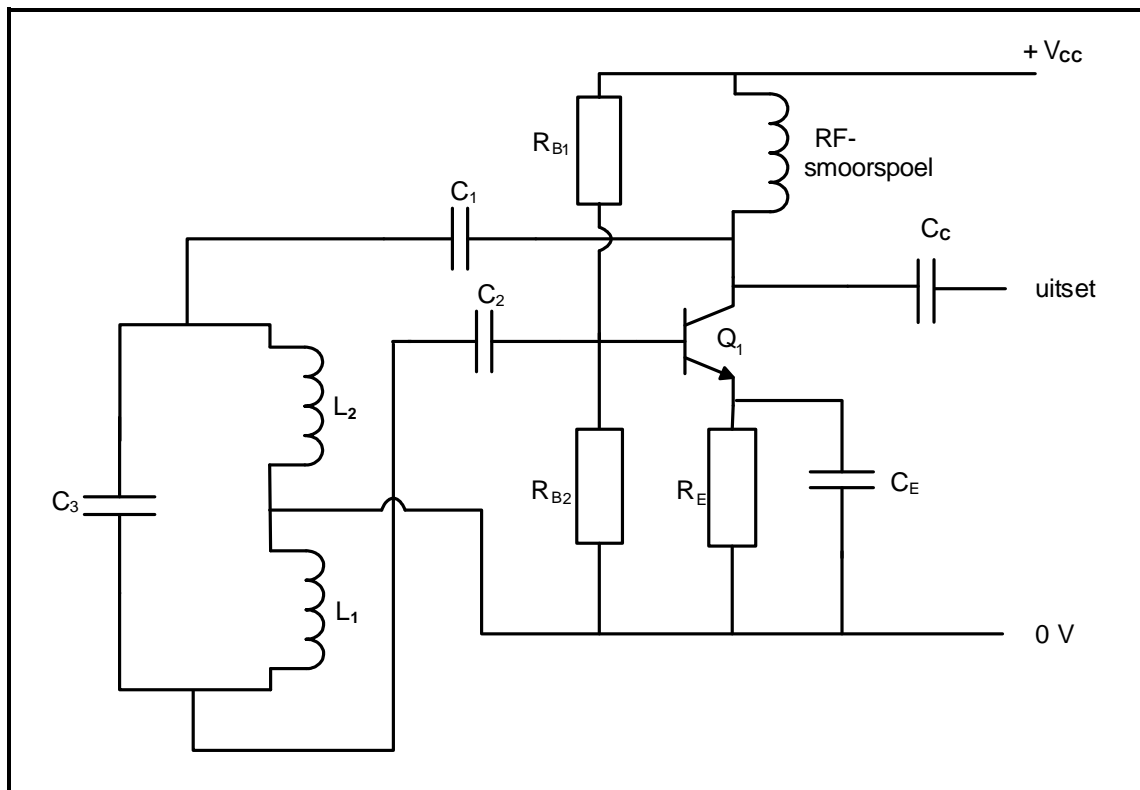 + Vcc
RB1
RF-
smoorspoel
C1
Cc
C2
uitset
Q1
L2
C3
RB2
RE
CE
L1
0 V